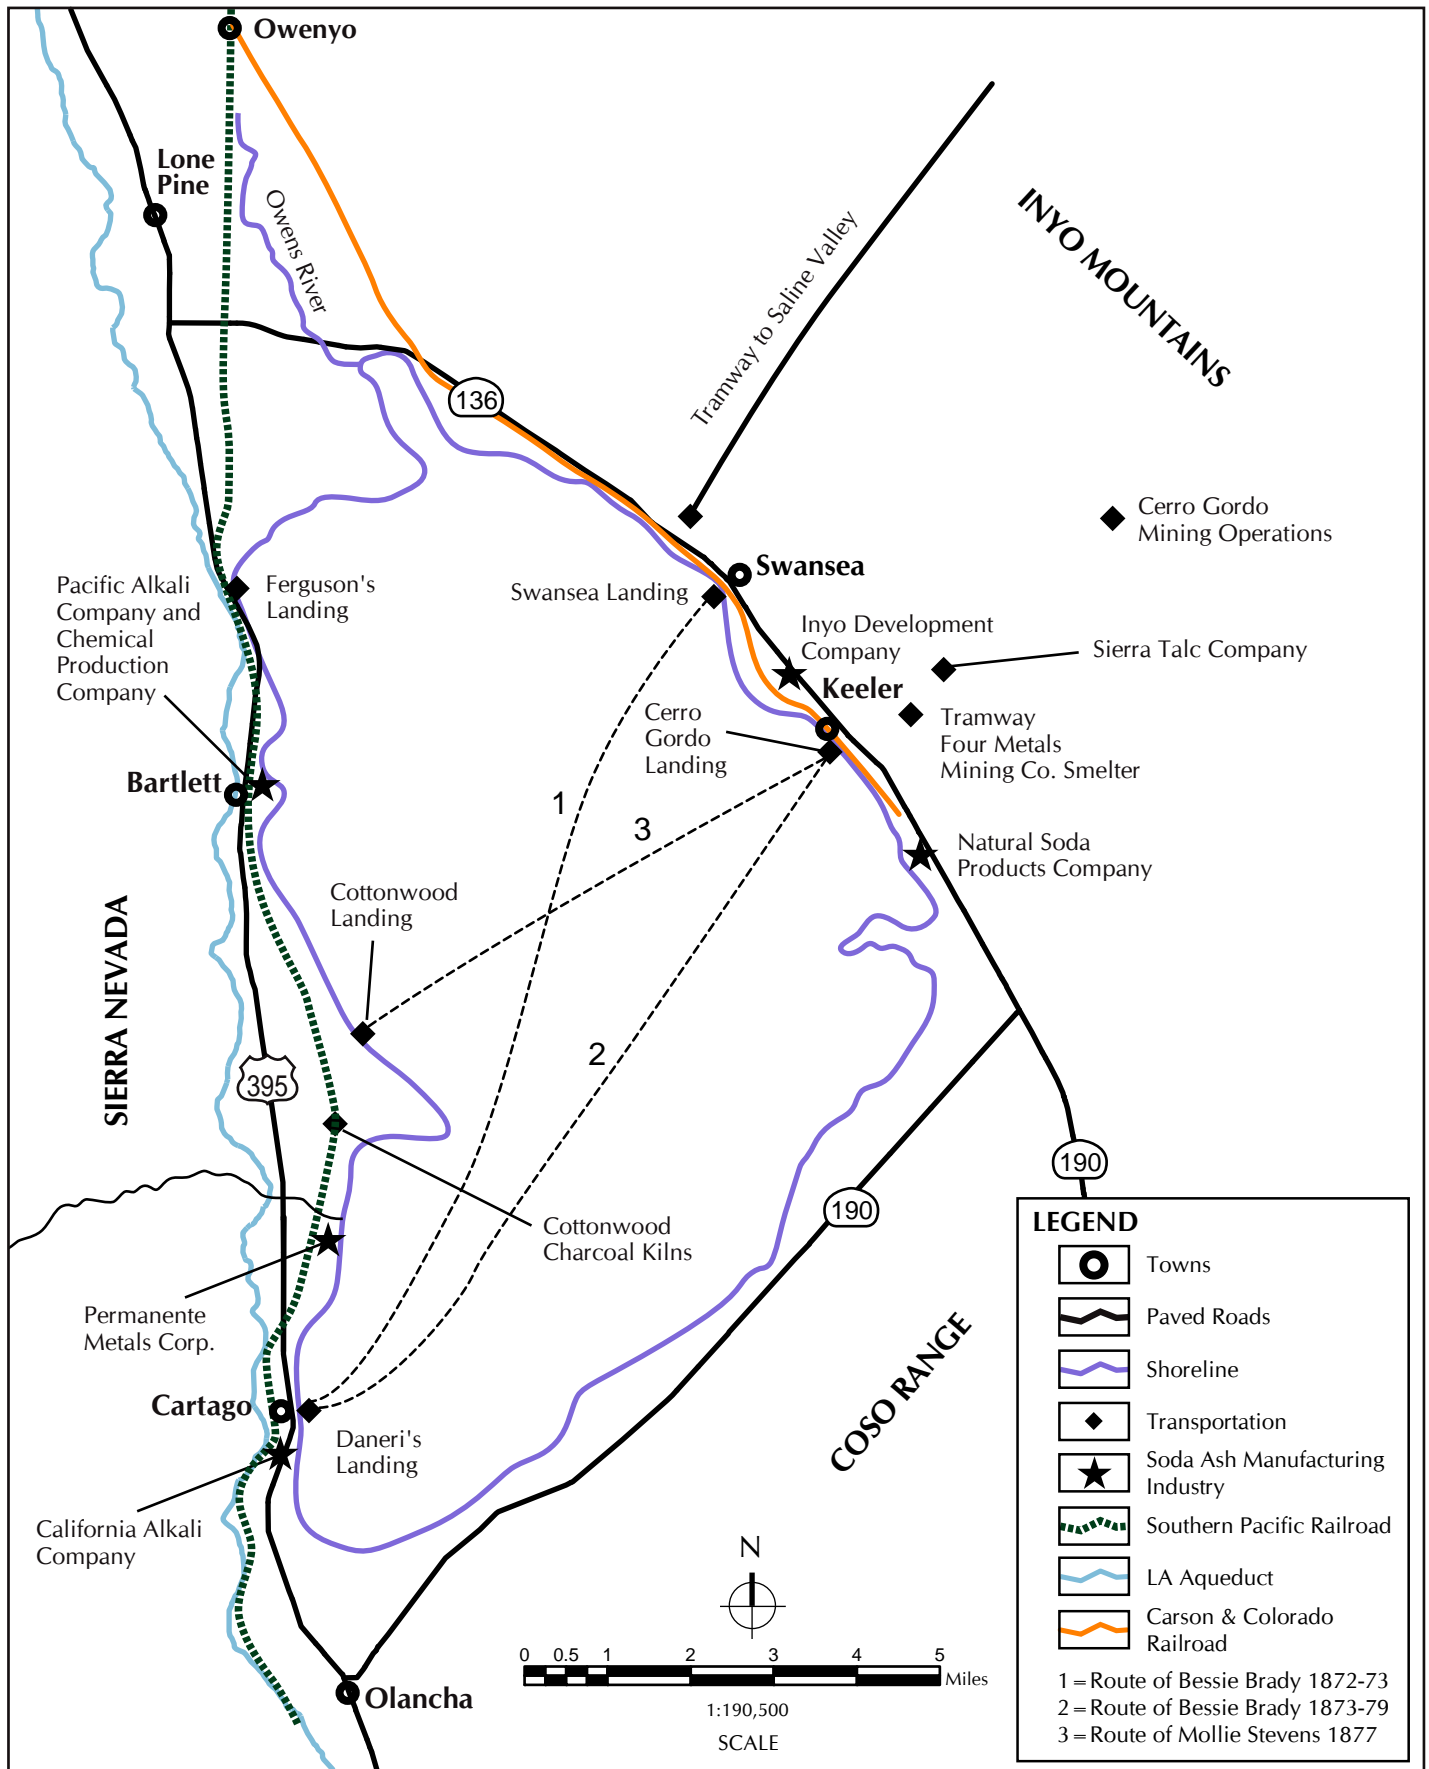 Owenyo
Lone
Pine
Owens River
Tramway to Saline Valley
INYO MOUNTAINS
136
Cerro Gordo
Mining Operations
Swansea
Pacific Alkali
Company and
Chemical
Production
Company
Ferguson's
Landing
Swansea Landing
Inyo Development
Company
Sierra Talc Company
Keeler
Cerro
Gordo
Landing
Tramway
Four Metals
Mining Co. Smelter
Bartlett
1
3
Natural Soda
Products Company
Cottonwood
Landing
SIERRA NEVADA
2
395
190
190
Cottonwood
Charcoal Kilns
Permanente
Metals Corp.
COSO RANGE
Cartago
Daneri's
Landing
California Alkali
Company
Olancha
N
0 0.5 1 2 3 4 5
Miles
1:190,500
SCALE
LEGEND
Towns
Paved Roads
Shoreline
Transportation
Soda Ash Manufacturing
Industry
Southern Pacific Railroad
LA Aqueduct
Carson & Colorado
Railroad
1 = Route of Bessie Brady 1872-73
2 = Route of Bessie Brady 1873-79
3 = Route of Mollie Stevens 1877